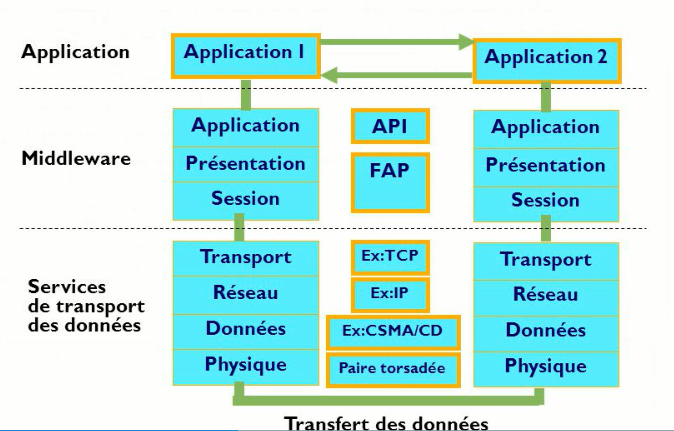 Application
Application 1
Application 2
Middleware
Application
Présentation
Session
API
FAP
Application
Présentation
Session
Services
de transport
des données
Transport
Réseau
Données
Physique
Ex:TCP
Ex:IP
Ex:CSMA/CD
Paire torsadée
Transport
Réseau
Données
Physique
Transfert des données